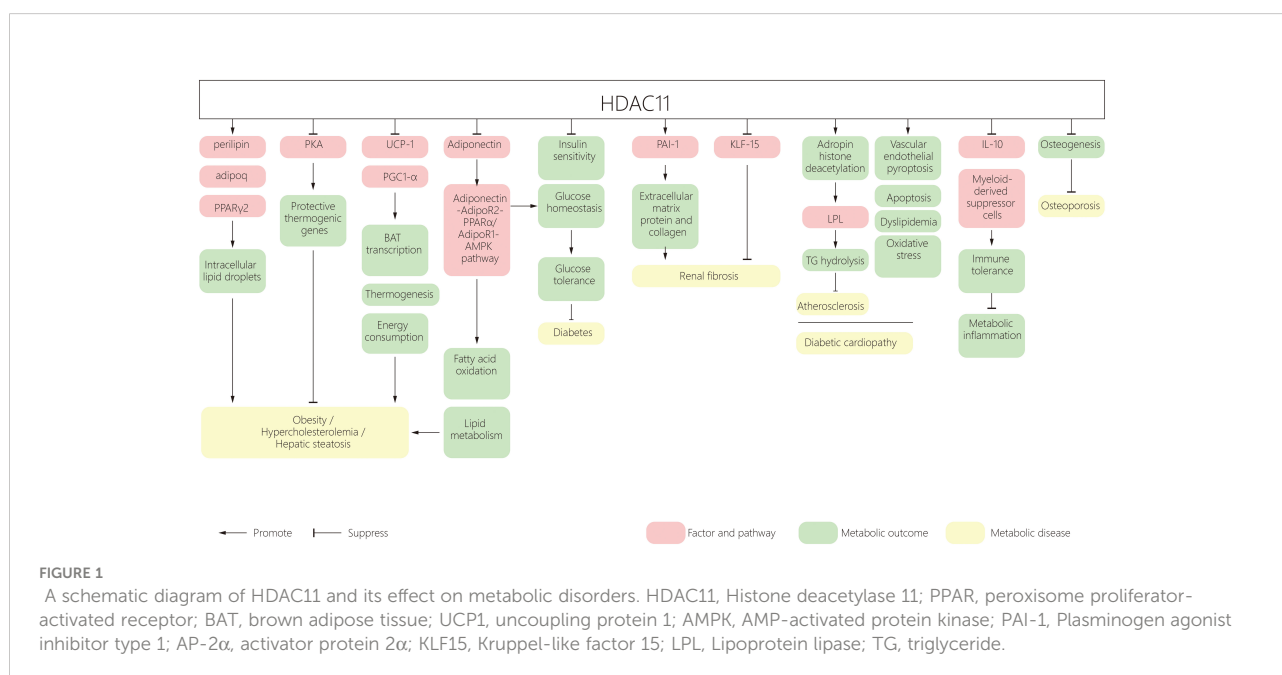 HDAC11
perilipin
adipoq
PPARγ2
Intracellular
lipid droplets
PKA
Protective
thermogenic
genes
UCP-1
PGC1-α
BAT
transcription
Thermogenesis
Energy
consumption
Adiponectin
Adiponectin
-AdipoR2-
PPARα/
AdipoR1-
AMPK
pathway
Fatty acid
oxidation
Lipid
metabolism
Obesity /
Hypercholesterolemia /
Hepatic steatosis
Insulin
sensitivity
Glucose
homeostasis
Glucose
tolerance
Diabetes
PAI-1
Extracellular
matrix
protein and
collagen
KLF-15
Renal fibrosis
Adropin
histone
deacetylation
LPL
TG hydrolysis
Atherosclerosis
Vascular
endothelial
pyroptosis
Apoptosis
Dyslipidemia
Oxidative
stress
Diabetic cardiopathy
IL-10
Myeloid-
derived
suppressor
cells
Immune
tolerance
Metabolic
inflammation
Osteogenesis
Osteoporosis
Promote
Suppress
Factor and pathway
Metabolic outcome
Metabolic disease
FIGURE 1
A schematic diagram of HDAC11 and its effect on metabolic disorders. HDAC11, Histone deacetylase 11; PPAR, peroxisome proliferator-
activated receptor; BAT, brown adipose tissue; UCP1, uncoupling protein 1; AMPK, AMP-activated protein kinase; PAI-1, Plasminogen agonist
inhibitor type 1; AP-2α, activator protein 2α; KLF15, Kruppel-like factor 15; LPL, Lipoprotein lipase; TG, triglyceride.